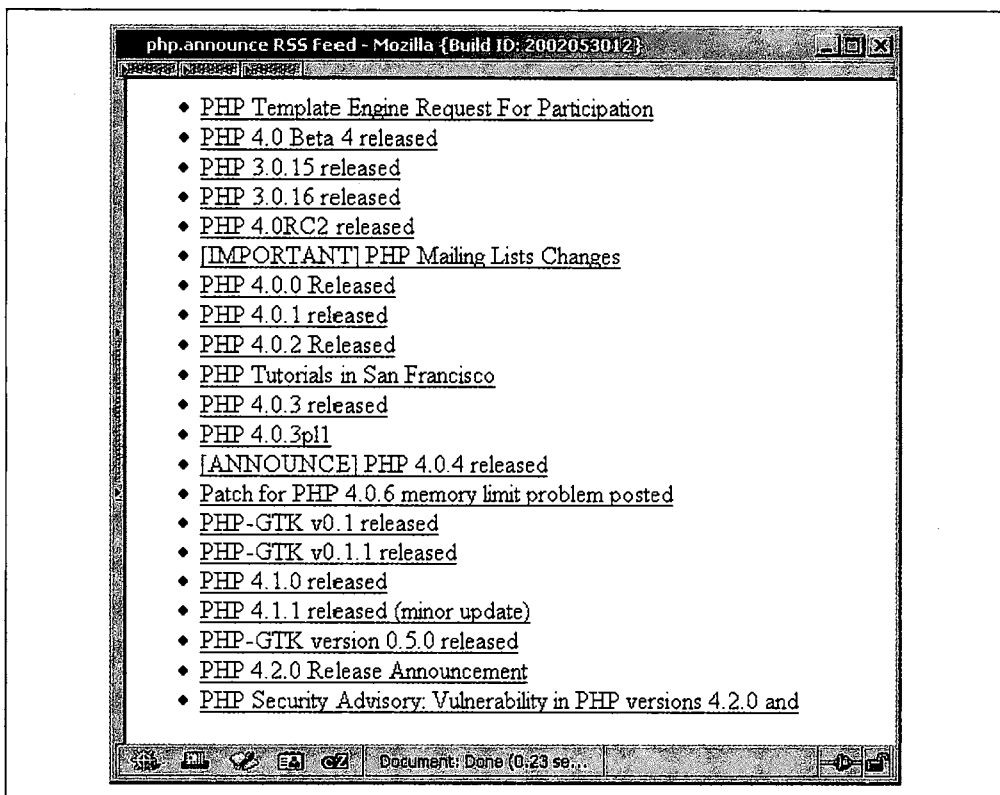 php.announce RSS Feed - Mozilla {Build ID: 2002053012}
PHP Template Engine Request For Participation
PHP 4.0 Beta 4 released
PHP 3.0.15 released
PHP 3.0.16 released
PHP 4.0RC2 released
[IMPORTANT] PHP Mailing Lists Changes
PHP 4.0.0 Released
PHP 4.0.1 released
PHP 4.0.2 Released
PHP Tutorials in San Francisco
PHP 4.0.3 released
PHP 4.0.3pl1
[ANNOUNCE] PHP 4.0.4 released
Patch for PHP 4.0.6 memory limit problem posted
PHP-GTK v0.1 released
PHP-GTK v0.1.1 released
PHP 4.1.0 released
PHP 4.1.1 released (minor update)
PHP-GTK version 0.5.0 released
PHP 4.2.0 Release Announcement
PHP Security Advisory: Vulnerability in PHP versions 4.2.0 and
Document: Done (0.23 se...